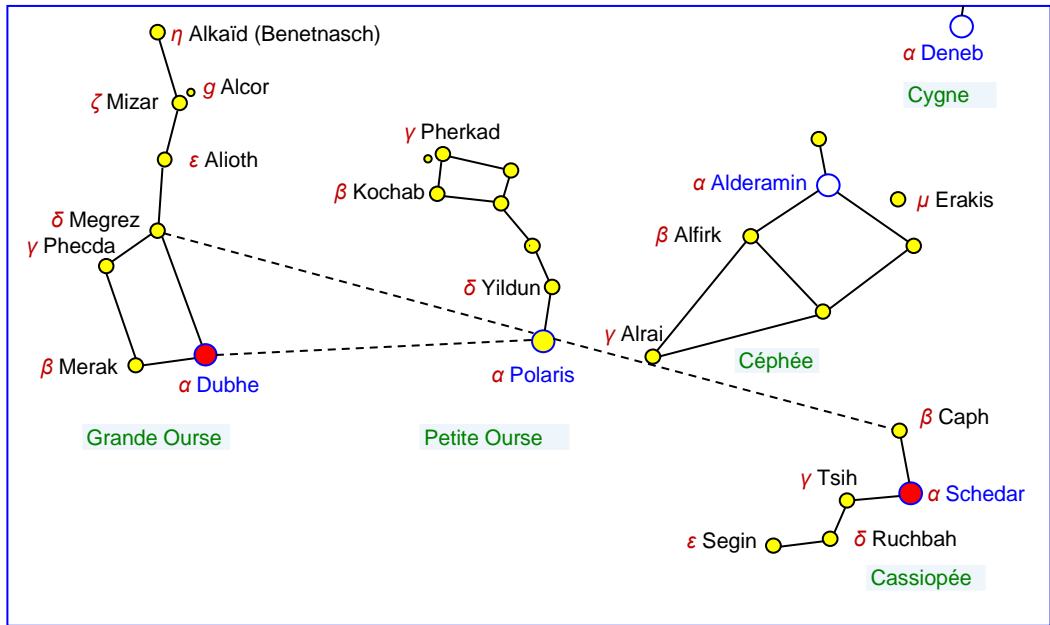 η Alkaïd (Benetnasch)
g Alcor
ζ Mizar
ε Alioth
δ Megrez
γ Phecda
β Merak
α Dubhe
Grande Ourse
γ Pherkad
β Kochab
δ Yildun
α Polaris
Petite Ourse
α Deneb
Cygne
α Alderamin
μ Erakis
β Alfirk
γ Alrai
Céphée
β Caph
γ Tsih
α Schedar
ε Segin
δ Ruchbah
Cassiopée